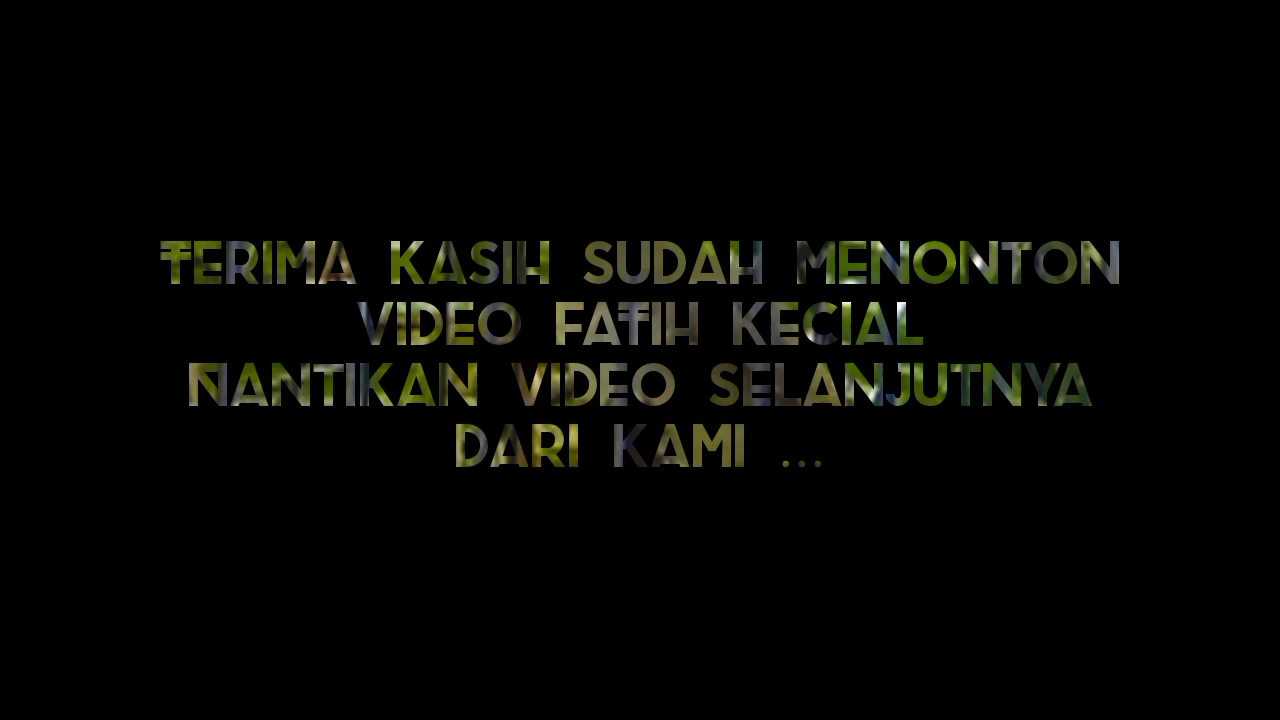 TERIMA KASIH SUDAH MENONTON
VIDEO FATIH KECIAL
NANTIKAN VIDEO SELANJUTNYA
DARI KAMI ...